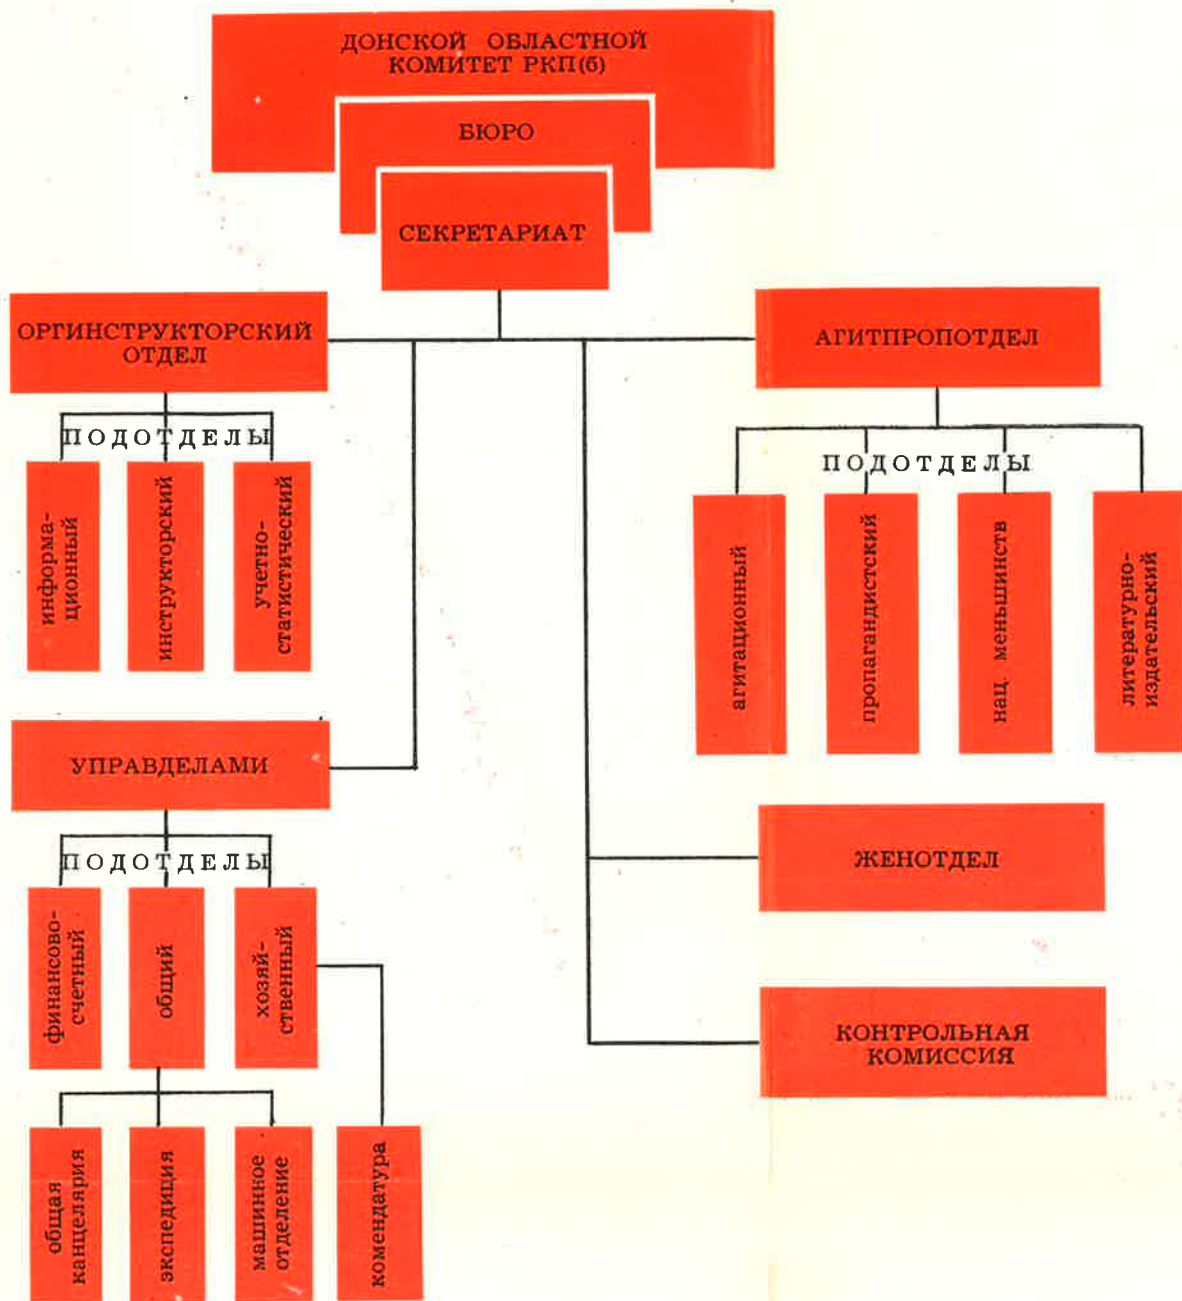 ДОНСКОЙ ОБЛАСТНОЙ
КОМИТЕТ РКП(б)
БЮРО
СЕКРЕТАРИАТ
ОРГИНСТРУКТОРСКИЙ
ОТДЕЛ
ПОДОТДЕЛЫ
информа-
ционный
инструкторский
учетно-
статистический
АГИТПРОПОТДЕЛ
ПОДОТДЕЛЫ
агитационный
пропагандистский
нац. меньшинств
литературно-
издательский
УПРАВДЕЛАМИ
ПОДОТДЕЛЫ
финансово-
счетный
общий
хозяй-
ственный
общая
канцелярия
экспедиция
машинное
отделение
комендатура
ЖЕНОТДЕЛ
КОНТРОЛЬНАЯ
КОМИССИЯ